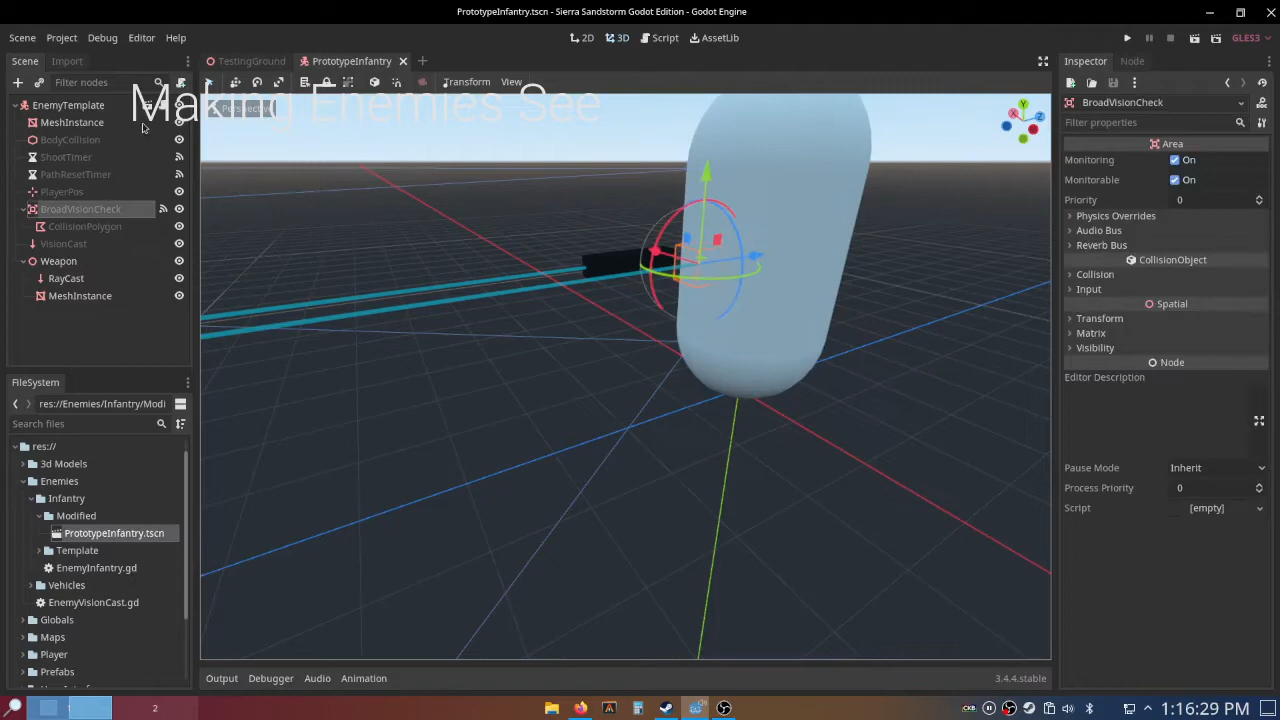 PrototypeInfantry.tscn - Sierra Sandstorm Godot Edition - Godot Engine
Scene Project Debug Editor Help
2D 3D Script AssetLib
GLES3
Scene Import
TestingGround PrototypeInfantry
Inspector Node
Filter nodes
Transform View
Making Enemies See
Perspective
EnemyTemplate
MeshInstance
BodyCollision
ShootTimer
PathResetTimer
PlayerPos
BroadVisionCheck
CollisionPolygon
VisionCast
Weapon
RayCast
MeshInstance
Y
Z
X
BroadVisionCheck
Filter properties
Area
Monitoring On
Monitorable On
Priority 0
Physics Overrides
Audio Bus
Reverb Bus
CollisionObject
Collision
Input
Spatial
Transform
Matrix
Visibility
Node
Editor Description
Pause Mode Inherit
Process Priority 0
Script [empty]
FileSystem
res://Enemies/Infantry/Modi
Search files
res://
3d Models
Enemies
Infantry
Modified
PrototypeInfantry.tscn
Template
EnemyInfantry.gd
Vehicles
EnemyVisionCast.gd
Globals
Maps
Player
Prefabs
Output Debugger Audio Animation
3.4.4.stable
2
1:16:29 PM